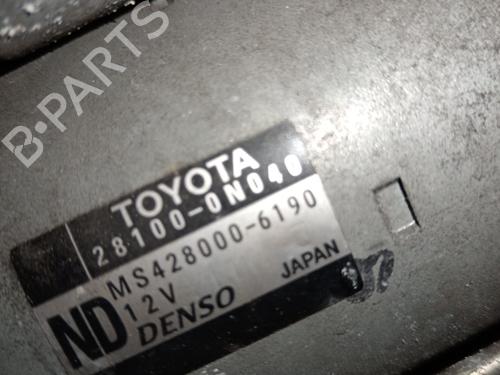 B-PARTS
TOYOTA
28100-0N040
MS428000-6190
12V
ND DENSO
JAPAN